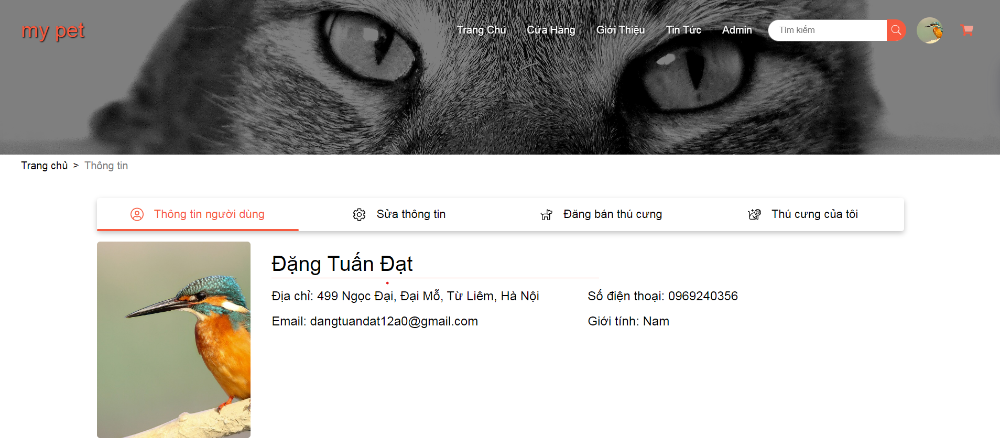 my pet
Trang Chủ Cửa Hàng Giới Thiệu Tin Tức Admin Tìm kiếm
Trang chủ > Thông tin
Thông tin người dùng Sửa thông tin Đăng bán thú cưng Thú cưng của tôi
Đặng Tuấn Đạt
Địa chỉ: 499 Ngọc Đại, Đại Mỗ, Từ Liêm, Hà Nội Số điện thoại: 0969240356
Email: dangtuandat12a0@gmail.com Giới tính: Nam